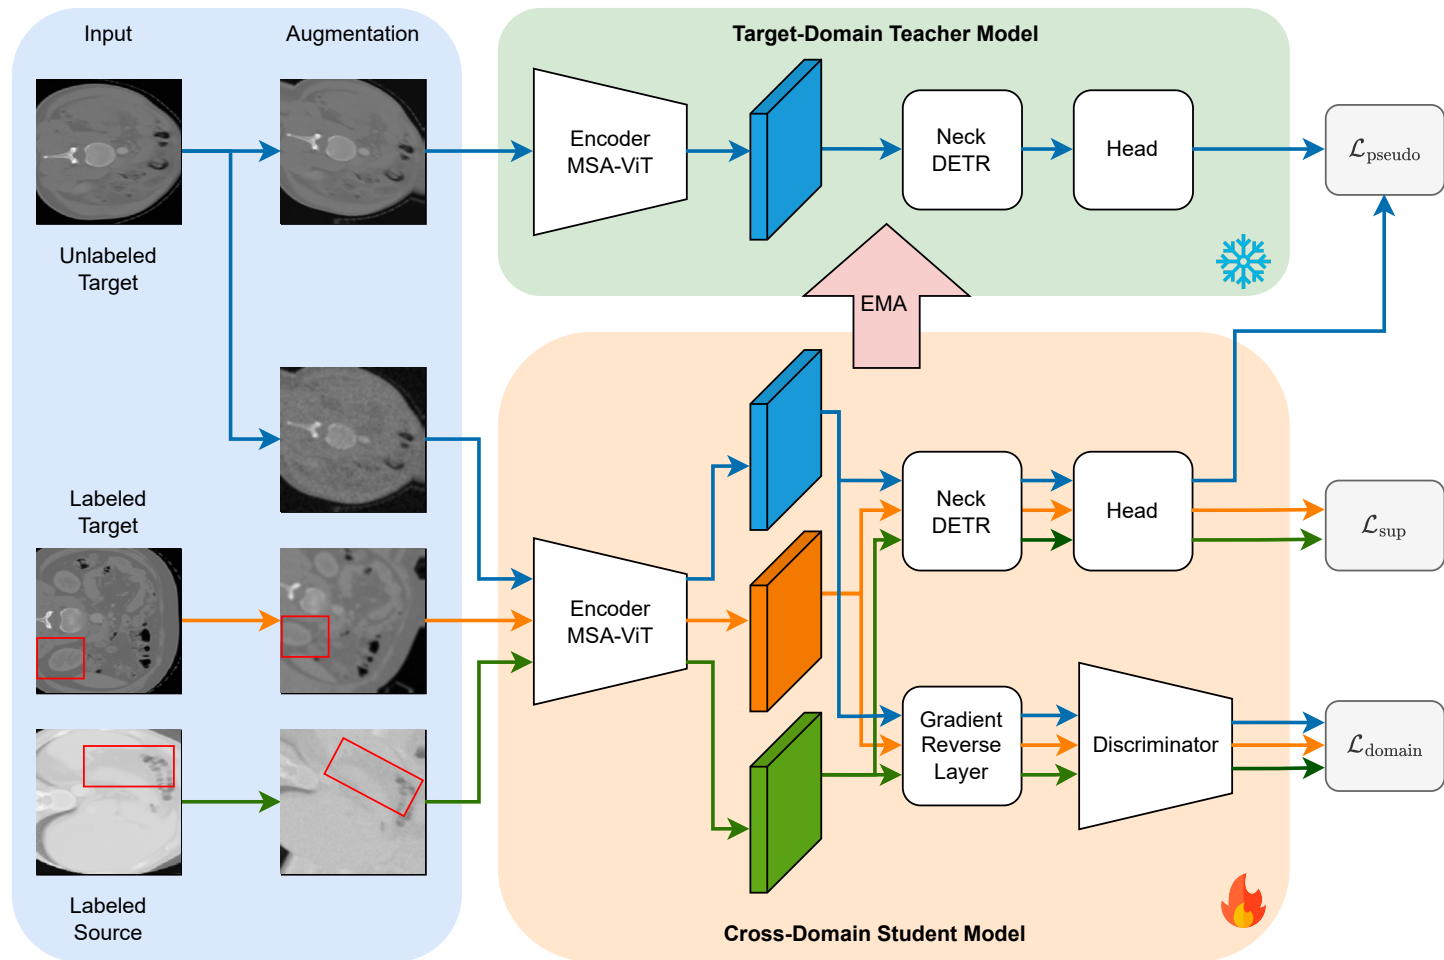 Input
Augmentation
Target-Domain Teacher Model
Encoder
MSA-ViT
Neck
DETR
Head
ℒpseudo
Unlabeled
Target
EMA
Labeled
Target
Encoder
MSA-ViT
Neck
DETR
Head
ℒsup
Gradient
Reverse
Layer
Discriminator
ℒdomain
Labeled
Source
Cross-Domain Student Model